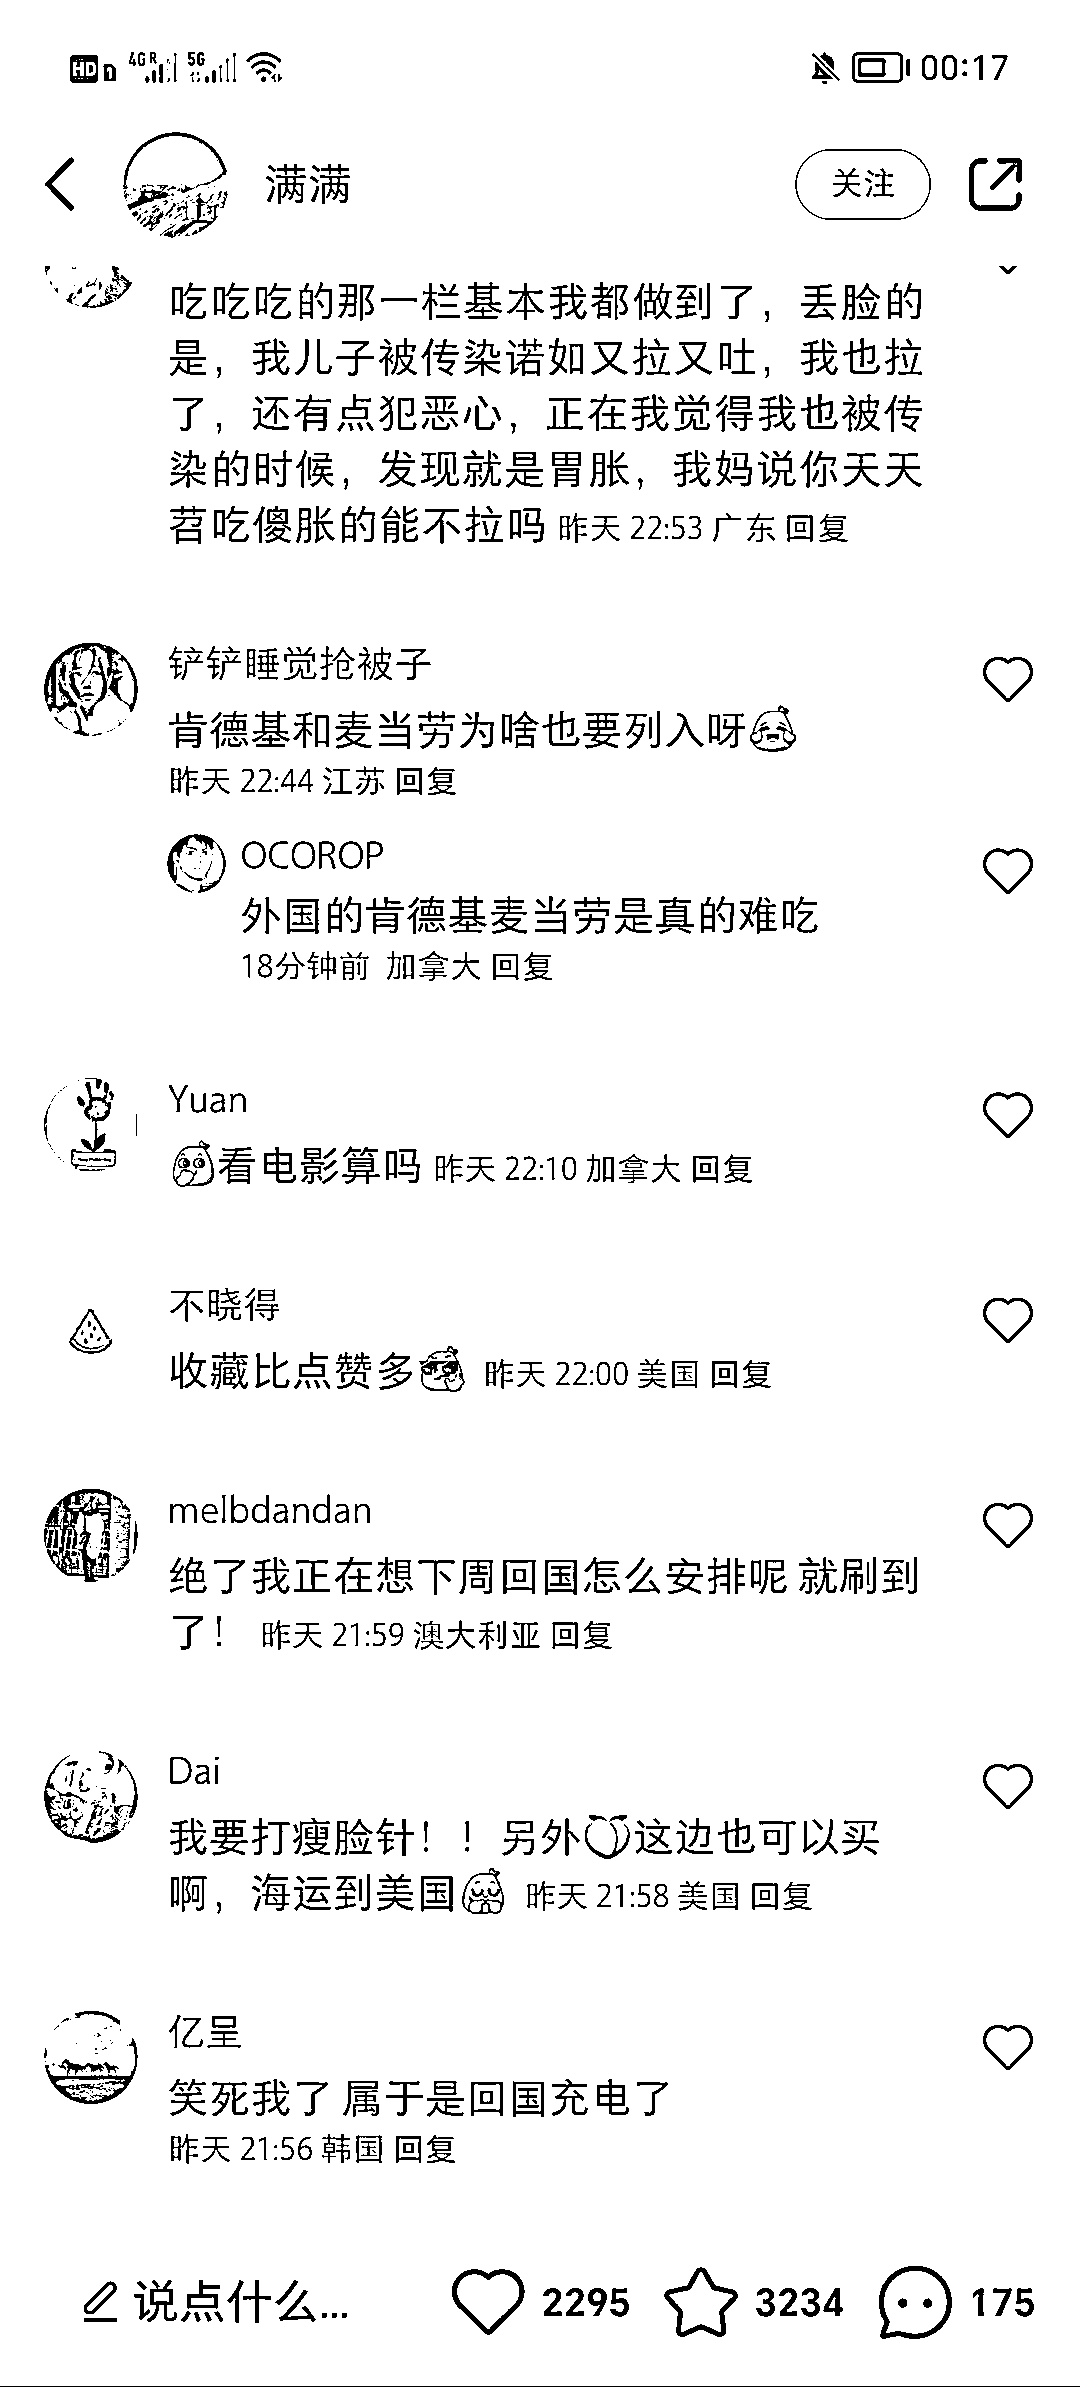 HD 4G R 5G 00:17
满满 关注
吃吃吃的那一栏基本我都做到了，丢脸的
是，我儿子被传染诺如又拉又吐，我也拉
了，还有点犯恶心，正在我觉得我也被传
染的时候，发现就是胃胀，我妈说你天天
苕吃傻胀的能不拉吗 昨天 22:53 广东 回复
铲铲睡觉抢被子
肯德基和麦当劳为啥也要列入呀😂
昨天 22:44 江苏 回复
OCOROP
外国的肯德基麦当劳是真的难吃
18分钟前 加拿大 回复
Yuan
看电影算吗 昨天 22:10 加拿大 回复
不晓得
收藏比点赞多 昨天 22:00 美国 回复
melbdandan
绝了我正在想下周回国怎么安排呢 就刷到
了！ 昨天 21:59 澳大利亚 回复
Dai
我要打瘦脸针！！另外🍑这边也可以买
啊，海运到美国 昨天 21:58 美国 回复
亿呈
笑死我了 属于是回国充电了
昨天 21:56 韩国 回复
说点什么... 2295 3234 175